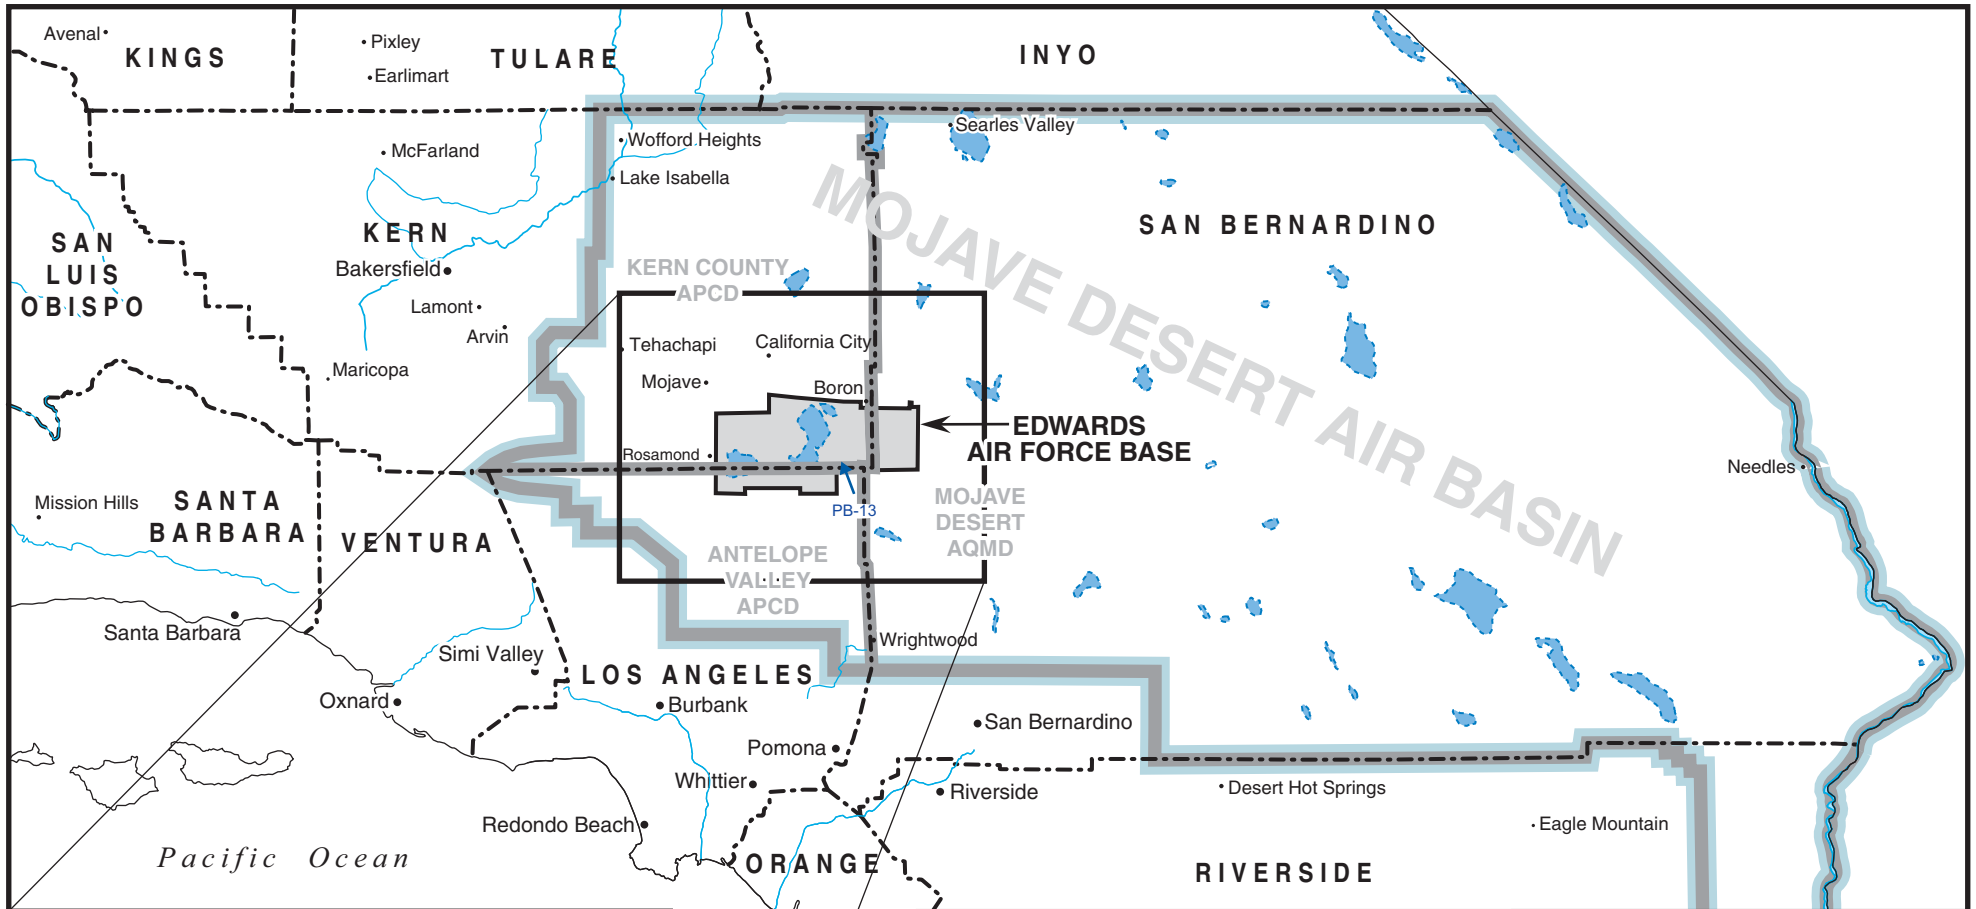 Avenal
KINGS
Pixley
Earlimart
TULARE
INYO
McFarland
Wofford Heights
Lake Isabella
Searles Valley
SAN
LUIS
OBISPO
KERN
Bakersfield
Lamont
Arvin
Maricopa
KERN COUNTY
APCD
SAN BERNARDINO
MOJAVE DESERT AIR BASIN
Tehachapi
California City
Mojave
Boron
Rosamond
EDWARDS
AIR FORCE BASE
PB-13
MOJAVE
DESERT
AQMD
ANTELOPE
VALLEY
APCD
Needles
Mission Hills
SANTA
BARBARA
VENTURA
Santa Barbara
Simi Valley
Oxnard
LOS ANGELES
Wrightwood
Burbank
Pomona
Whittier
Redondo Beach
San Bernardino
Riverside
Desert Hot Springs
Eagle Mountain
Pacific Ocean
ORANGE
RIVERSIDE